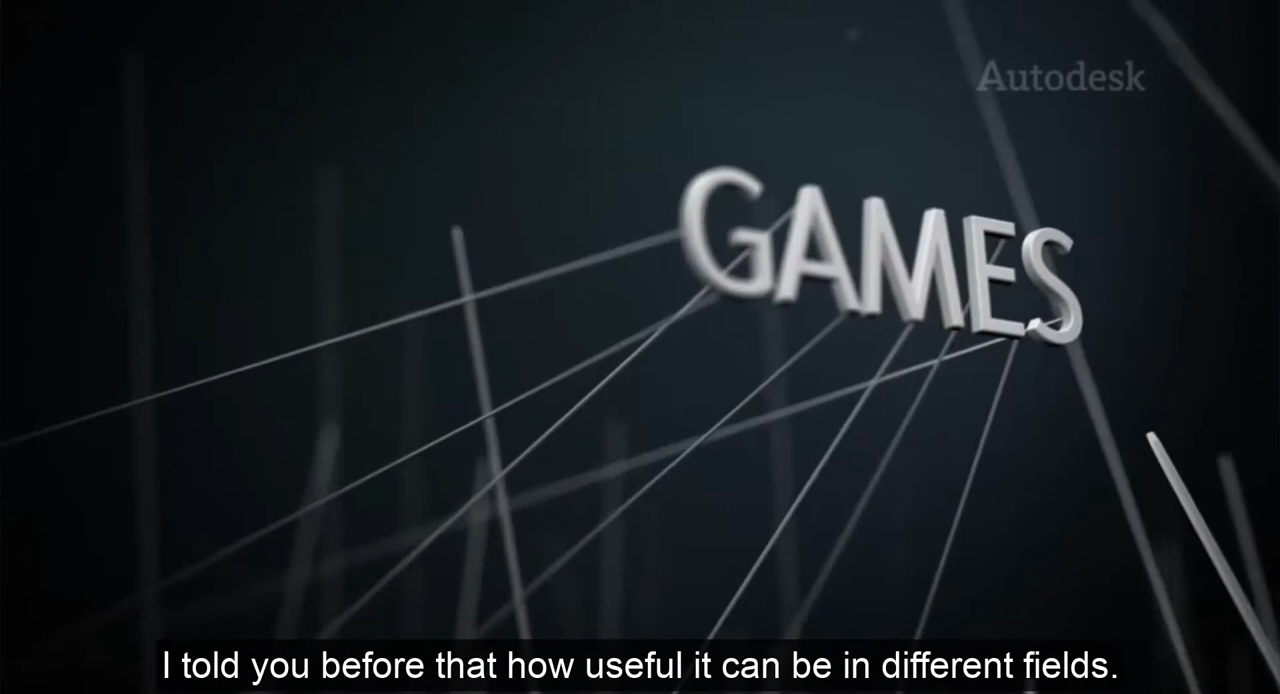 Autodesk
GAMES
I told you before that how useful it can be in different fields.